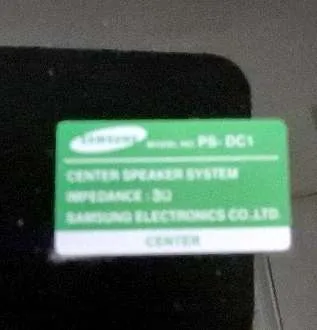 SAMSUNG MODEL NO. PS-DC1
CENTER SPEAKER SYSTEM
IMPEDANCE : 3Ω
SAMSUNG ELECTRONICS CO.,LTD.
CENTER